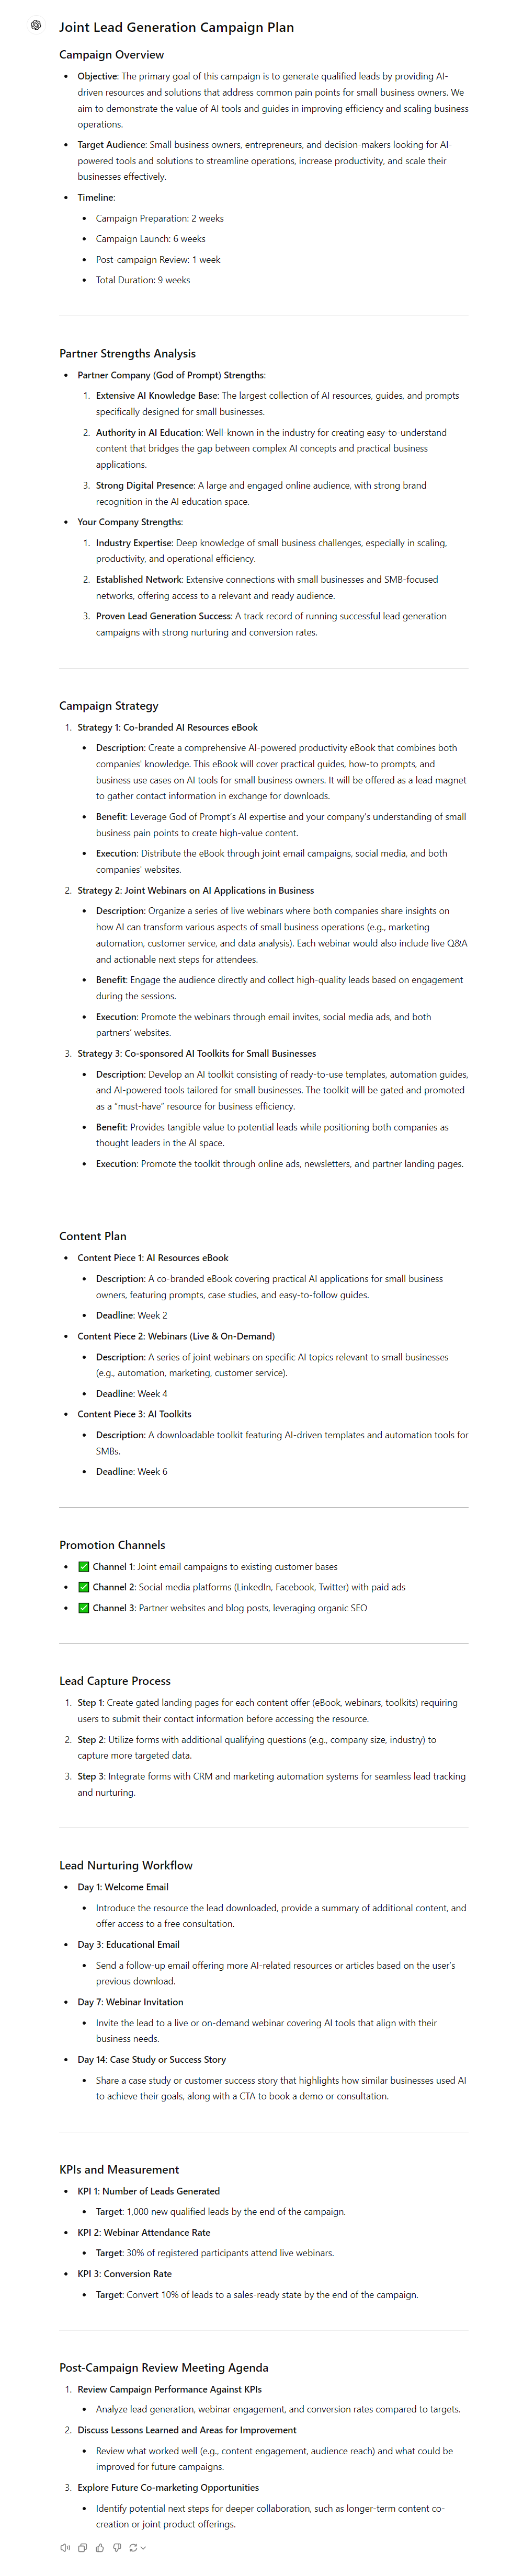 Joint Lead Generation Campaign Plan
Campaign Overview
• Objective: The primary goal of this campaign is to generate qualified leads by providing AI-
driven resources and solutions that address common pain points for small business owners. We
aim to demonstrate the value of AI tools and guides in improving efficiency and scaling business
operations.
• Target Audience: Small business owners, entrepreneurs, and decision-makers looking for AI-
powered tools and solutions to streamline operations, increase productivity, and scale their
businesses effectively.
• Timeline:
• Campaign Preparation: 2 weeks
• Campaign Launch: 6 weeks
• Post-campaign Review: 1 week
• Total Duration: 9 weeks
Partner Strengths Analysis
• Partner Company (God of Prompt) Strengths:
1. Extensive AI Knowledge Base: The largest collection of AI resources, guides, and prompts
specifically designed for small businesses.
2. Authority in AI Education: Well-known in the industry for creating easy-to-understand
content that bridges the gap between complex AI concepts and practical business
applications.
3. Strong Digital Presence: A large and engaged online audience, with strong brand
recognition in the AI education space.
• Your Company Strengths:
1. Industry Expertise: Deep knowledge of small business challenges, especially in scaling,
productivity, and operational efficiency.
2. Established Network: Extensive connections with small businesses and SMB-focused
networks, offering access to a relevant and ready audience.
3. Proven Lead Generation Success: A track record of running successful lead generation
campaigns with strong nurturing and conversion rates.
Campaign Strategy
1. Strategy 1: Co-branded AI Resources eBook
• Description: Create a comprehensive AI-powered productivity eBook that combines both
companies' knowledge. This eBook will cover practical guides, how-to prompts, and
business use cases on AI tools for small business owners. It will be offered as a lead magnet
to gather contact information in exchange for downloads.
• Benefit: Leverage God of Prompt's AI expertise and your company's understanding of small
business pain points to create high-value content.
• Execution: Distribute the eBook through joint email campaigns, social media, and both
companies' websites.
2. Strategy 2: Joint Webinars on AI Applications in Business
• Description: Organize a series of live webinars where both companies share insights on
how AI can transform various aspects of small business operations (e.g., marketing
automation, customer service, and data analysis). Each webinar would also include live Q&A
and actionable next steps for attendees.
• Benefit: Engage the audience directly and collect high-quality leads based on engagement
during the sessions.
• Execution: Promote the webinars through email invites, social media ads, and both
partners' websites.
3. Strategy 3: Co-sponsored AI Toolkits for Small Businesses
• Description: Develop an AI toolkit consisting of ready-to-use templates, automation guides,
and AI-powered tools tailored for small businesses. The toolkit will be gated and promoted
as a "must-have" resource for business efficiency.
• Benefit: Provides tangible value to potential leads while positioning both companies as
thought leaders in the AI space.
• Execution: Promote the toolkit through online ads, newsletters, and partner landing pages.
Content Plan
• Content Piece 1: AI Resources eBook
• Description: A co-branded eBook covering practical AI applications for small business
owners, featuring prompts, case studies, and easy-to-follow guides.
• Deadline: Week 2
• Content Piece 2: Webinars (Live & On-Demand)
• Description: A series of joint webinars on specific AI topics relevant to small businesses
(e.g., automation, marketing, customer service).
• Deadline: Week 4
• Content Piece 3: AI Toolkits
• Description: A downloadable toolkit featuring AI-driven templates and automation tools for
SMBs.
• Deadline: Week 6
Promotion Channels
• ✅ Channel 1: Joint email campaigns to existing customer bases
• ✅ Channel 2: Social media platforms (LinkedIn, Facebook, Twitter) with paid ads
• ✅ Channel 3: Partner websites and blog posts, leveraging organic SEO
Lead Capture Process
1. Step 1: Create gated landing pages for each content offer (eBook, webinars, toolkits) requiring
users to submit their contact information before accessing the resource.
2. Step 2: Utilize forms with additional qualifying questions (e.g., company size, industry) to
capture more targeted data.
3. Step 3: Integrate forms with CRM and marketing automation systems for seamless lead tracking
and nurturing.
Lead Nurturing Workflow
• Day 1: Welcome Email
• Introduce the resource the lead downloaded, provide a summary of additional content, and
offer access to a free consultation.
• Day 3: Educational Email
• Send a follow-up email offering more AI-related resources or articles based on the user's
previous download.
• Day 7: Webinar Invitation
• Invite the lead to a live or on-demand webinar covering AI tools that align with their
business needs.
• Day 14: Case Study or Success Story
• Share a case study or customer success story that highlights how similar businesses used AI
to achieve their goals, along with a CTA to book a demo or consultation.
KPIs and Measurement
• KPI 1: Number of Leads Generated
• Target: 1,000 new qualified leads by the end of the campaign.
• KPI 2: Webinar Attendance Rate
• Target: 30% of registered participants attend live webinars.
• KPI 3: Conversion Rate
• Target: Convert 10% of leads to a sales-ready state by the end of the campaign.
Post-Campaign Review Meeting Agenda
1. Review Campaign Performance Against KPIs
• Analyze lead generation, webinar engagement, and conversion rates compared to targets.
2. Discuss Lessons Learned and Areas for Improvement
• Review what worked well (e.g., content engagement, audience reach) and what could be
improved for future campaigns.
3. Explore Future Co-marketing Opportunities
• Identify potential next steps for deeper collaboration, such as longer-term content co-
creation or joint product offerings.